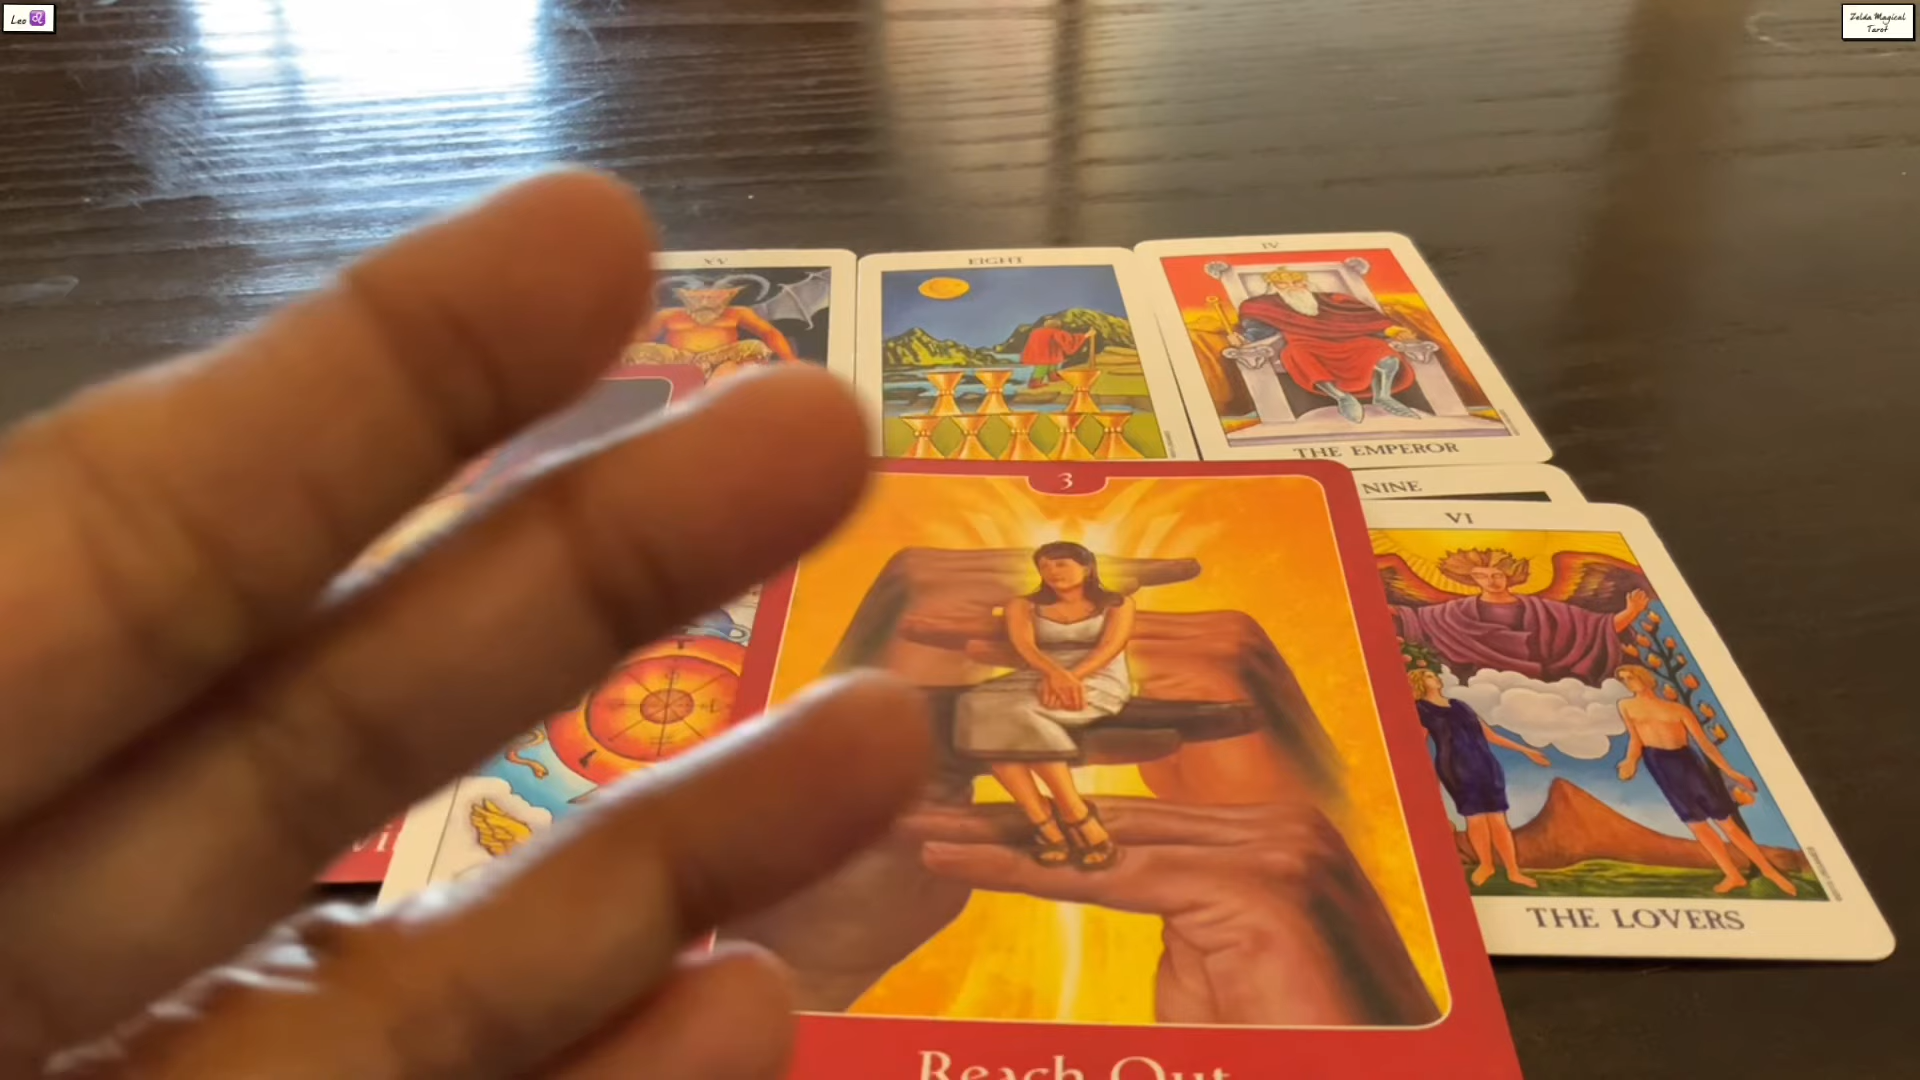 Leo ♌
Zelda Magical
Tarot
XV
EIGHT
IV
THE EMPEROR
NINE
VI
3
THE LOVERS
Reach Out